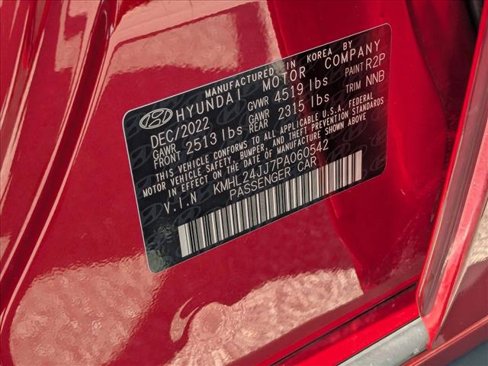 MANUFACTURED IN KOREA BY
HYUNDAI MOTOR COMPANY
DEC/2022 GVWR 4519 lbs PAINT R2P
GAWR FRONT 2513 lbs GAWR REAR 2315 lbs TRIM NNB
THIS VEHICLE CONFORMS TO ALL APPLICABLE U.S.A. FEDERAL
MOTOR VEHICLE SAFETY, BUMPER, AND THEFT PREVENTION STANDARDS
IN EFFECT ON THE DATE OF MANUFACTURE SHOWN ABOVE.
V.I.N KMHL24JJ7PA060542
PASSENGER CAR